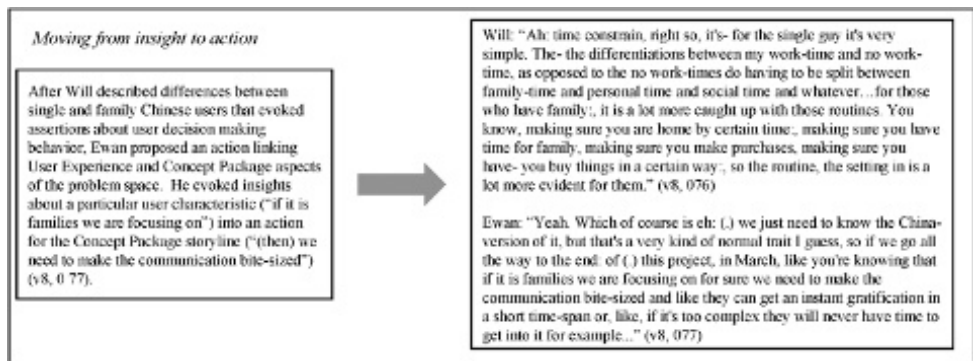 Moving from insight to action
After Will described differences between
single and family Chinese users that evoked
assertions about user decision making
behavior, Ewan proposed an action linking
User Experience and Concept Package aspects
of the problem space. He evoked insights
about a particular user characteristic ("if it is
families we are focusing on") into an action
for the Concept Package storyline ("(then) we
need to make the communication bite-sized")
(v8, 0 77).
Will: "Ah: time constrain, right so, it's- for the single guy it's very
simple. The- the differentiations between my work-time and no work-
time, as opposed to the no work-times do having to be split between
family-time and personal time and social time and whatever…for those
who have family:, it is a lot more caught up with those routines. You
know, making sure you are home by certain time:, making sure you have
time for family, making sure you make purchases, making sure you
have- you buy things in a certain way:, so the routine, the setting in is a
lot more evident for them." (v8, 076)
Ewan: "Yeah. Which of course is eh: (.) we just need to know the China-
version of it, but that's a very kind of normal trait I guess, so if we go all
the way to the end: of (.) this project, in March, like you're knowing that
if it is families we are focusing on for sure we need to make the
communication bite-sized and like they can get an instant gratification in
a short time-span or, like, if it's too complex they will never have time to
get into it for example..." (v8, 077)